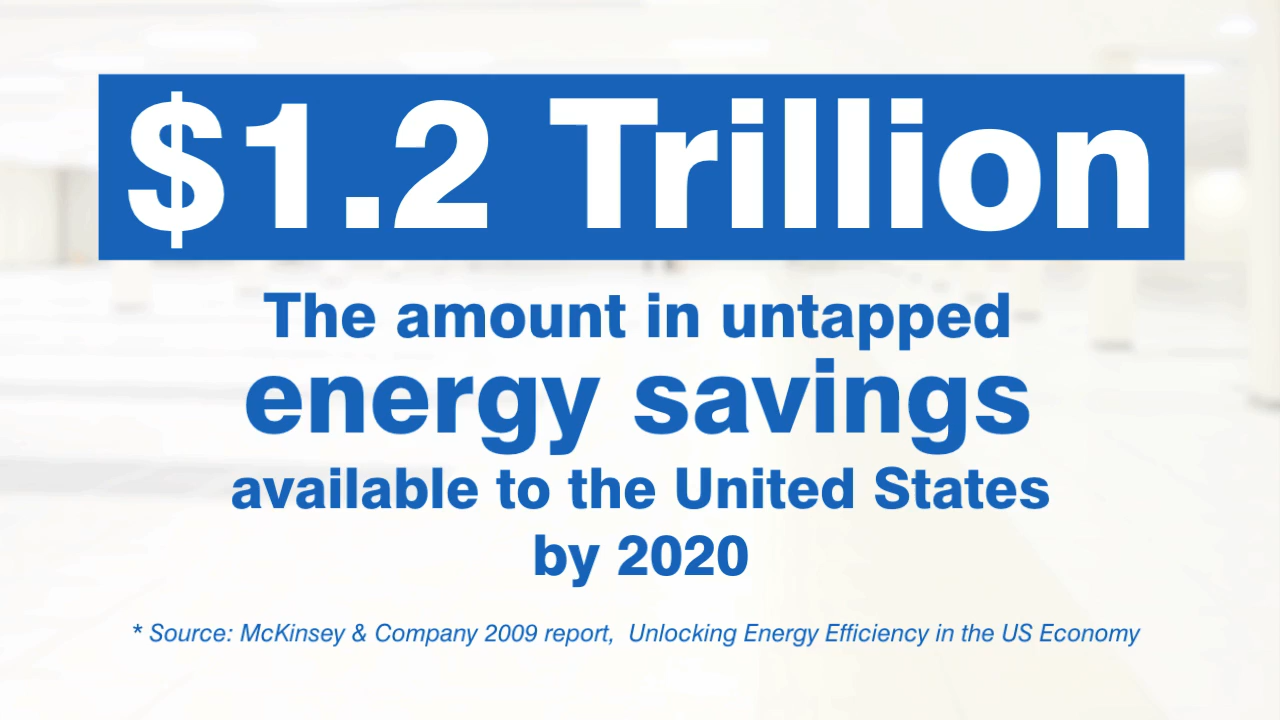 $1.2 Trillion
The amount in untapped
energy savings
available to the United States
by 2020
* Source: McKinsey & Company 2009 report, Unlocking Energy Efficiency in the US Economy